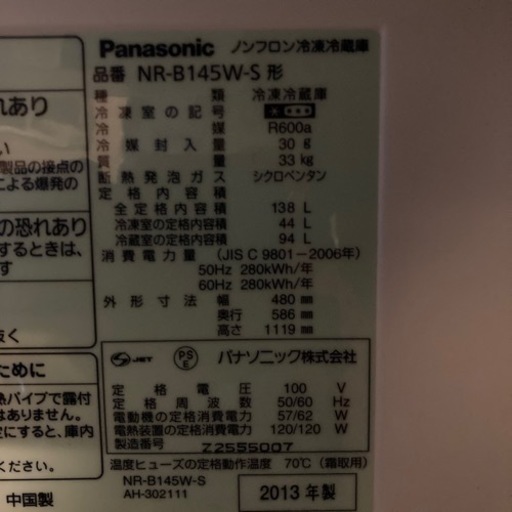 Panasonic ノンフロン冷凍冷蔵庫
品番 NR-B145W-S 形
種類 冷凍冷蔵庫
冷凍室の記号
冷媒 R600a
冷媒封入量 30 g
質量 33 kg
断熱発泡ガス シクロペンタン
定格内容積
全定格内容積 138 L
冷凍室の定格内容積 44 L
冷蔵室の定格内容積 94 L
消費電力量 (JIS C 9801-2006年)
50Hz 280kWh/年
60Hz 280kWh/年
外形寸法 幅 480 mm
奥行 586 mm
高さ 1119 mm
JET PSE パナソニック株式会社
定格電圧 100 V
定格周波数 50/60 Hz
電動機の定格消費電力 57/62 W
電熱装置の定格消費電力 120/120 W
製造番号 Z2555007
温度ヒューズの定格動作温度 70℃ (霜取用)
NR-B145W-S
AH-302111
2013 年製
れあり
い
製品の接点の
による爆発の
の恐れあり
するときは、
す
抜く
ために
熱パイプで露付
はありません。
定にすると、庫内
ください。
中国製